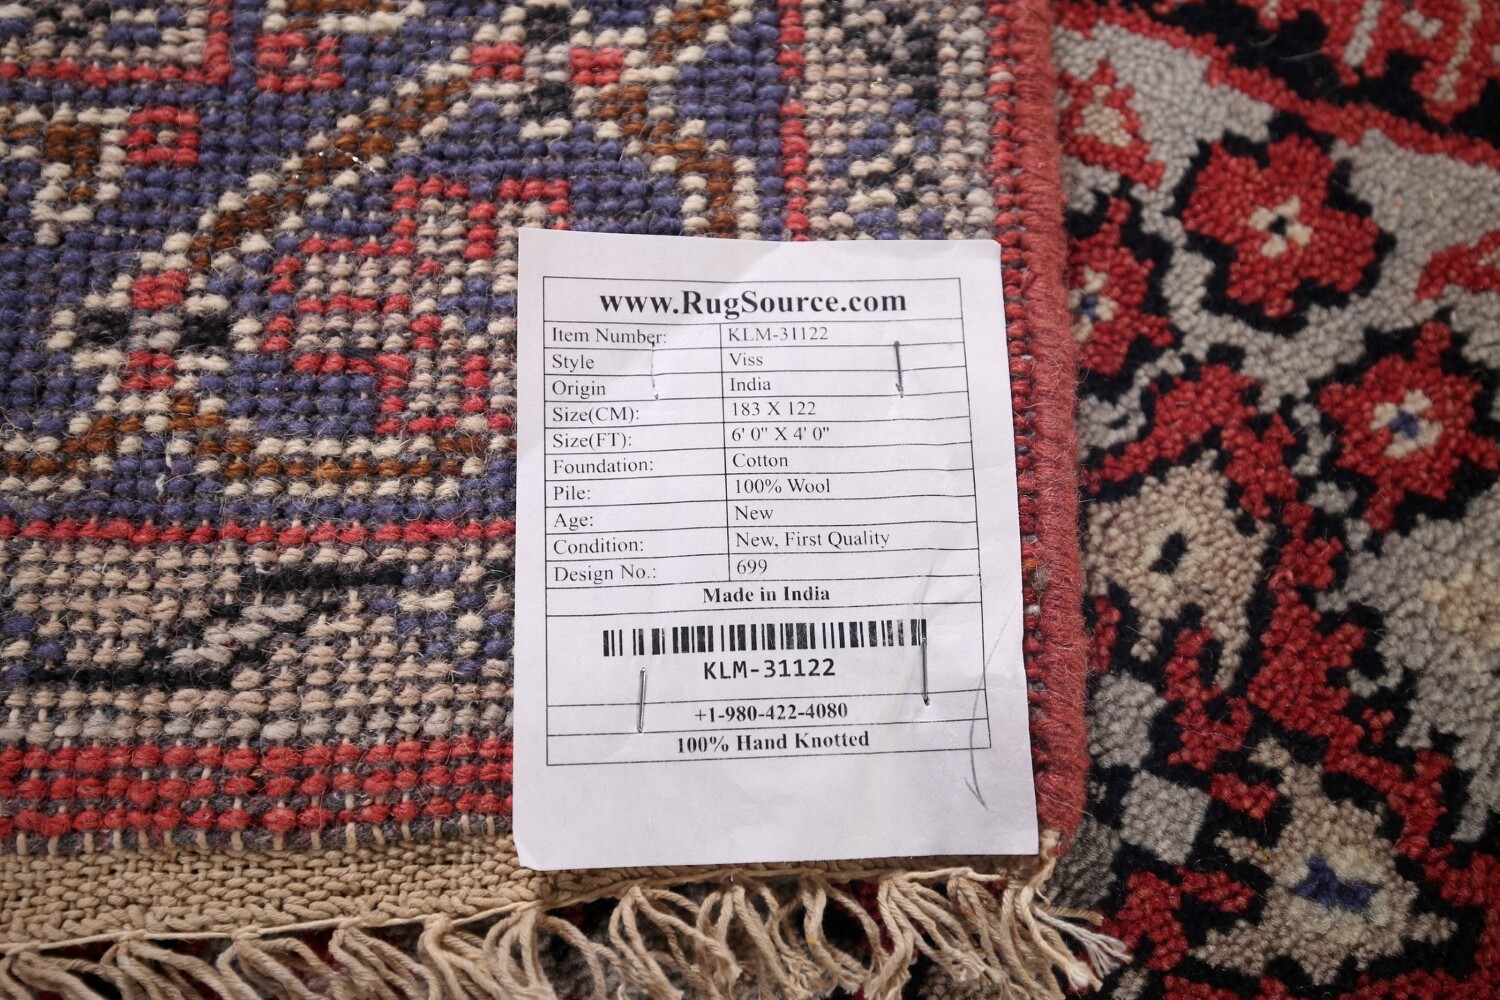 www.RugSource.com
Item Number: KLM-31122
Style Viss
Origin India
Size(CM): 183 X 122
Size(FT): 6' 0" X 4' 0"
Foundation: Cotton
Pile: 100% Wool
Age: New
Condition: New, First Quality
Design No.: 699
Made in India
KLM-31122
+1-980-422-4080
100% Hand Knotted